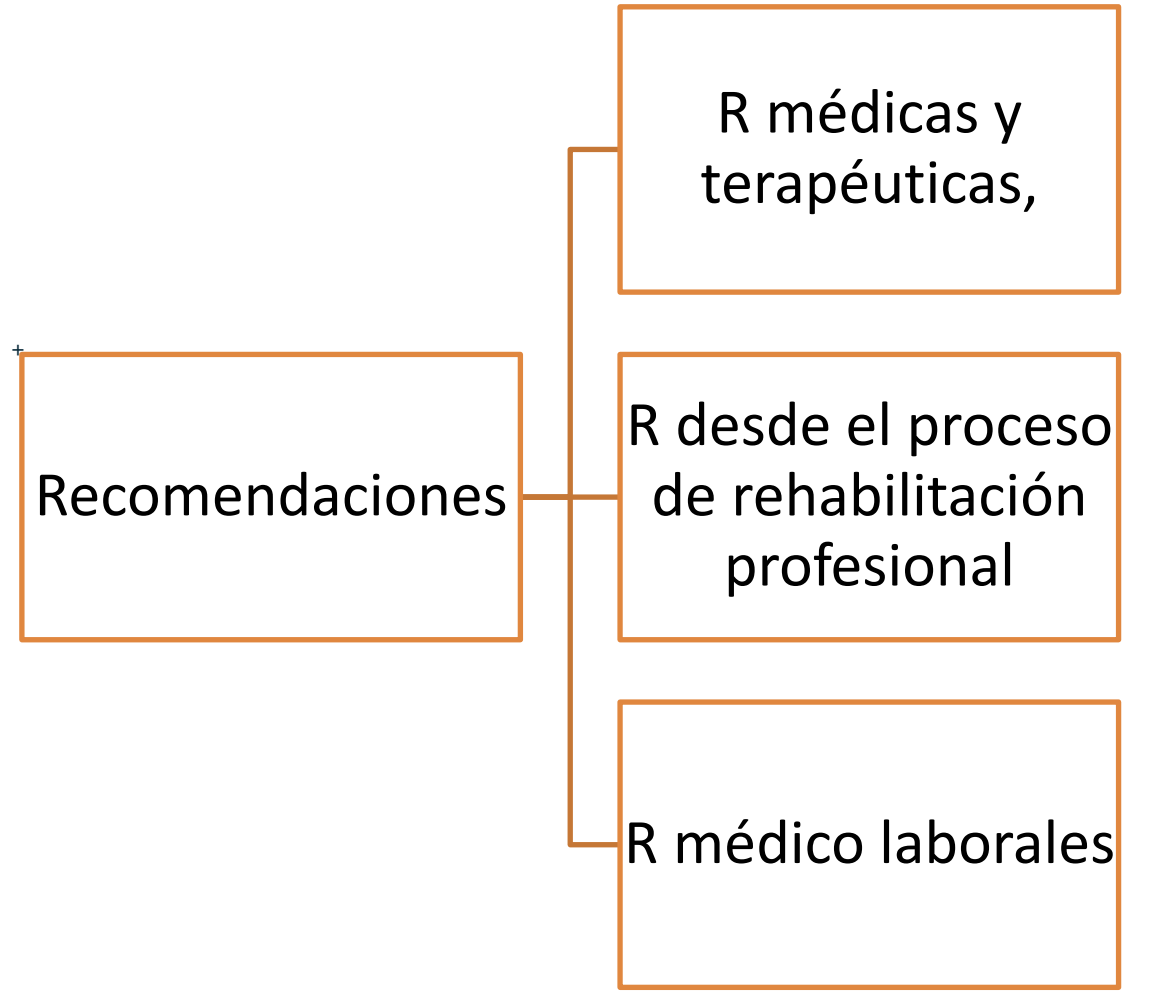 Recomendaciones
R médicas y
terapéuticas,
R desde el proceso
de rehabilitación
profesional
R médico laborales